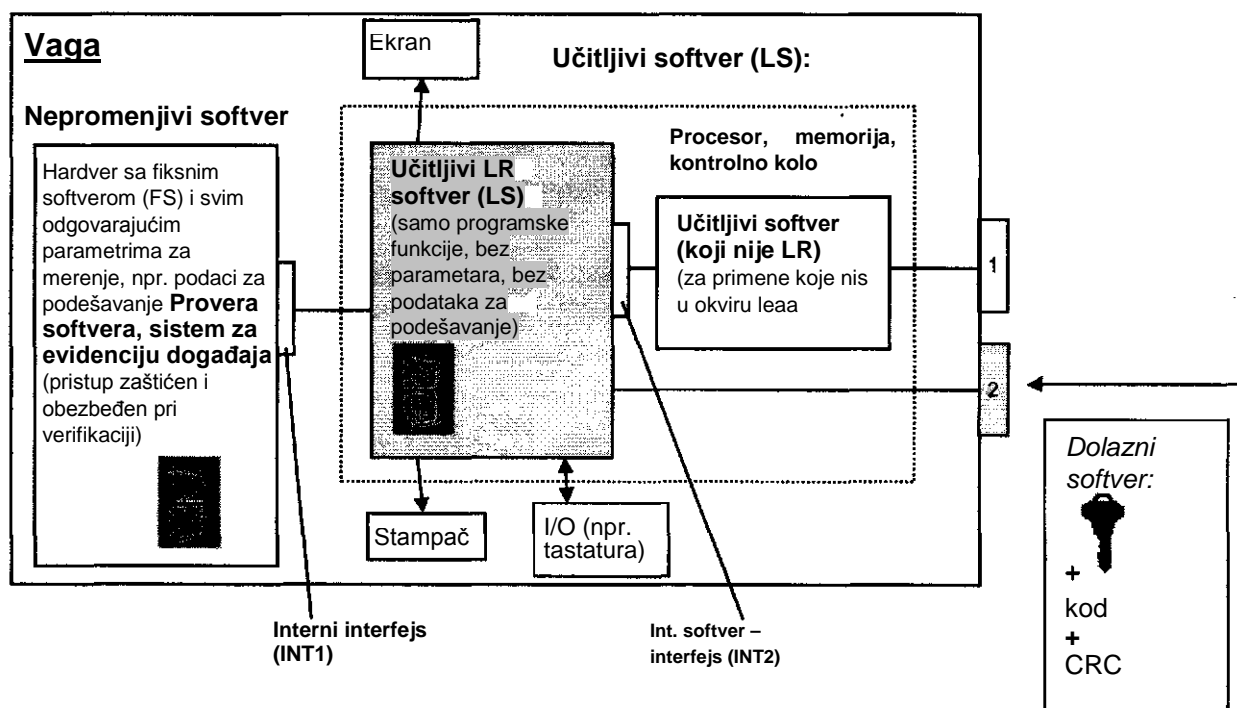 Vaga
Ekran
Učitljivi softver (LS):
Nepromenjivi softver
Hardver sa fiksnim
softverom (FS) i svim
odgovarajućim
parametrima za
merenje, npr. podaci za
podešavanje Provera
softvera, sistem za
evidenciju događaja
(pristup zaštićen i
obezbeđen pri
verifikaciji)
Učitljivi LR
softver (LS)
(samo programske
funkcije, bez
parametara, bez
podataka za
podešavanje)
Procesor, memorija,
kontrolno kolo
Učitljivi softver
(koji nije LR)
(za primene koje nis
u okviru leaa
1
2
Stampač
I/O (npr.
tastatura)
Interni interfejs
(INT1)
Int. softver –
interfejs (INT2)
Dolazni
softver:
+
kod
+
CRC